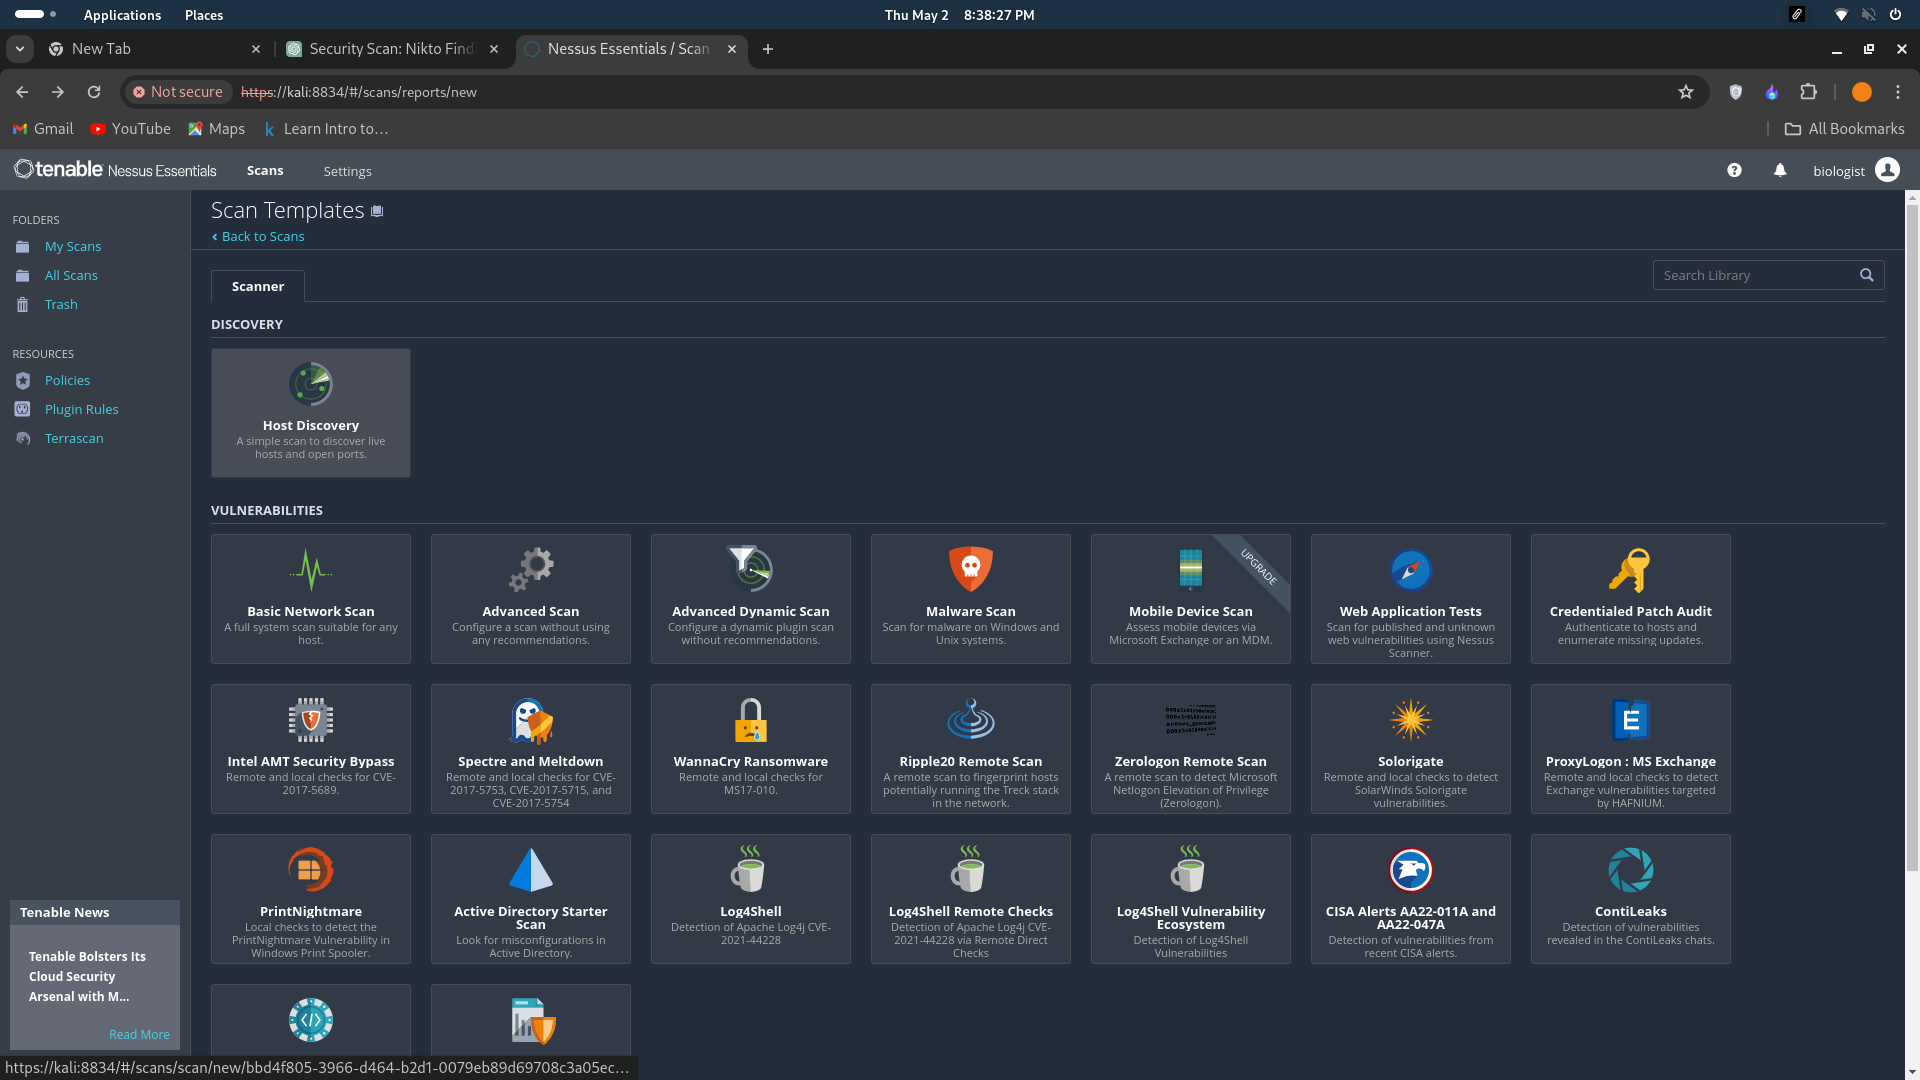 Applications
Places
Thu May 2 8:38:27 PM
New Tab
Security Scan: Nikto Find
Nessus Essentials / Scan
Not secure
https://kali:8834/#/scans/reports/new
Gmail
YouTube
Maps
Learn Intro to…
All Bookmarks
tenable Nessus Essentials
Scans
Settings
biologist
FOLDERS
My Scans
All Scans
Trash
RESOURCES
Policies
Plugin Rules
Terrascan
Tenable News
Tenable Bolsters Its
Cloud Security
Arsenal with M...
Read More
Scan Templates
Back to Scans
Scanner
Search Library
DISCOVERY
Host Discovery
A simple scan to discover live
hosts and open ports.
VULNERABILITIES
Basic Network Scan
A full system scan suitable for any
host.
Advanced Scan
Configure a scan without using
any recommendations.
Advanced Dynamic Scan
Configure a dynamic plugin scan
without recommendations.
Malware Scan
Scan for malware on Windows and
Unix systems.
UPGRADE
Mobile Device Scan
Assess mobile devices via
Microsoft Exchange or an MDM.
Web Application Tests
Scan for published and unknown
web vulnerabilities using Nessus
Scanner.
Credentialed Patch Audit
Authenticate to hosts and
enumerate missing updates.
Intel AMT Security Bypass
Remote and local checks for CVE-
2017-5689.
Spectre and Meltdown
Remote and local checks for CVE-
2017-5753, CVE-2017-5715, and
CVE-2017-5754
WannaCry Ransomware
Remote and local checks for
MS17-010.
Ripple20 Remote Scan
A remote scan to fingerprint hosts
potentially running the Treck stack
in the network.
Zerologon Remote Scan
A remote scan to detect Microsoft
Netlogon Elevation of Privilege
(Zerologon).
Solorigate
Remote and local checks to detect
SolarWinds Solorigate
vulnerabilities.
E
ProxyLogon : MS Exchange
Remote and local checks to detect
Exchange vulnerabilities targeted
by HAFNIUM.
PrintNightmare
Local checks to detect the
PrintNightmare Vulnerability in
Windows Print Spooler.
Active Directory Starter
Scan
Look for misconfigurations in
Active Directory.
Log4Shell
Detection of Apache Log4j CVE-
2021-44228
Log4Shell Remote Checks
Detection of Apache Log4j CVE-
2021-44228 via Remote Direct
Checks
Log4Shell Vulnerability
Ecosystem
Detection of Log4Shell
Vulnerabilities
CISA Alerts AA22-011A and
AA22-047A
Detection of vulnerabilities from
recent CISA alerts.
ContiLeaks
Detection of vulnerabilities
revealed in the ContiLeaks chats.
https://kali:8834/#/scans/scan/new/bbd4f805-3966-d464-b2d1-0079eb89d69708c3a05ec…